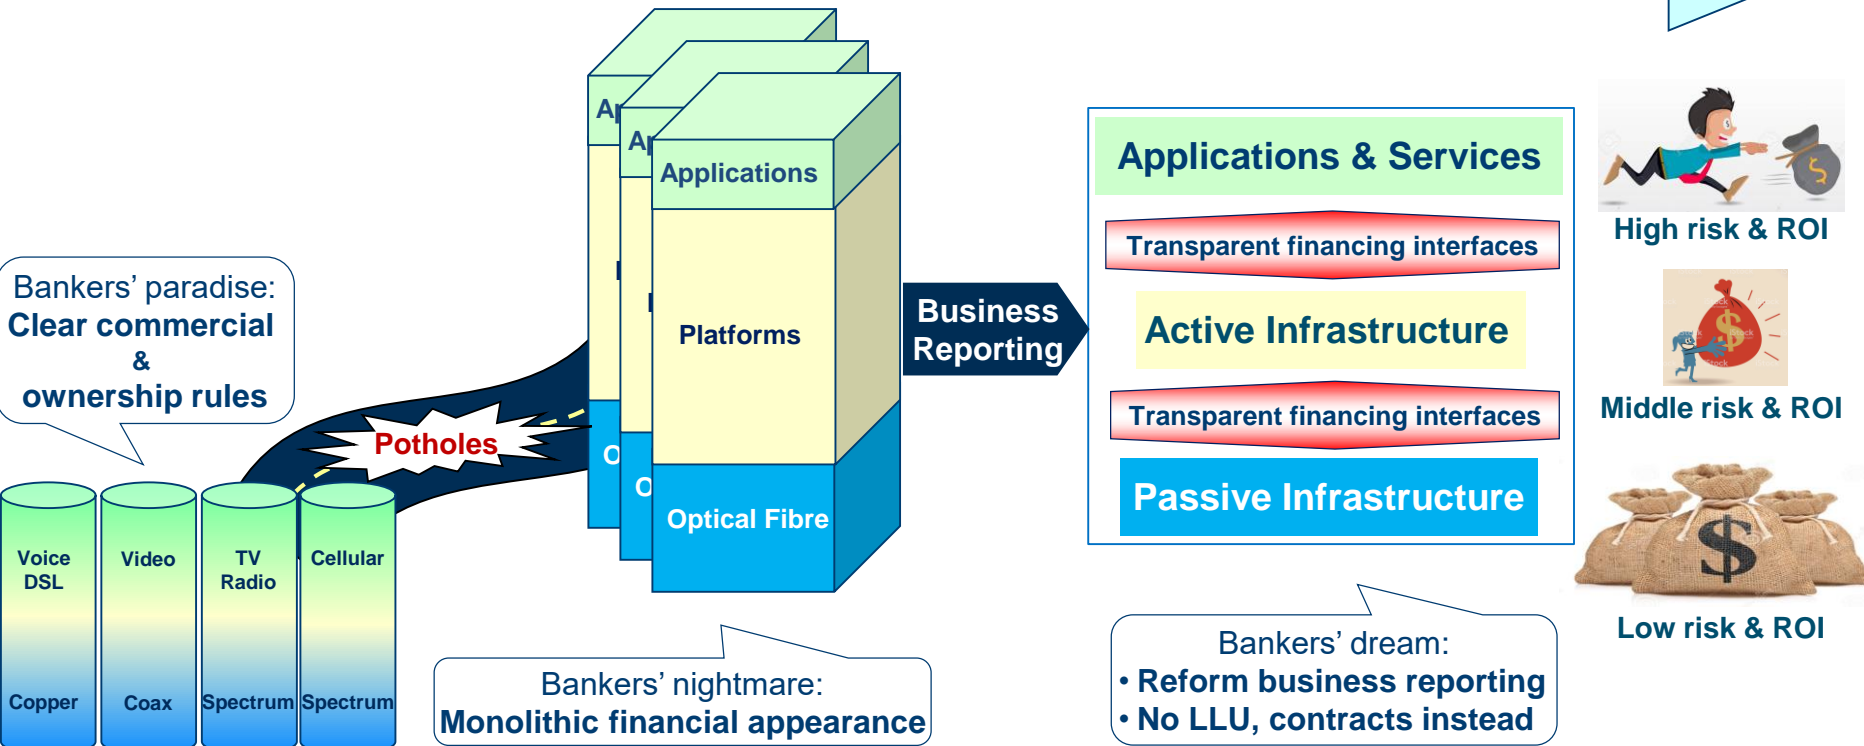 Bankers’ paradise:
Clear commercial
&
ownership rules
Potholes
Voice
DSL
Copper
Video
Coax
TV
Radio
Spectrum
Cellular
Spectrum
Applications
Platforms
Optical Fibre
Bankers’ nightmare:
Monolithic financial appearance
Business
Reporting
Applications & Services
Transparent financing interfaces
Active Infrastructure
Transparent financing interfaces
Passive Infrastructure
Bankers’ dream:
• Reform business reporting
• No LLU, contracts instead
High risk & ROI
Middle risk & ROI
Low risk & ROI